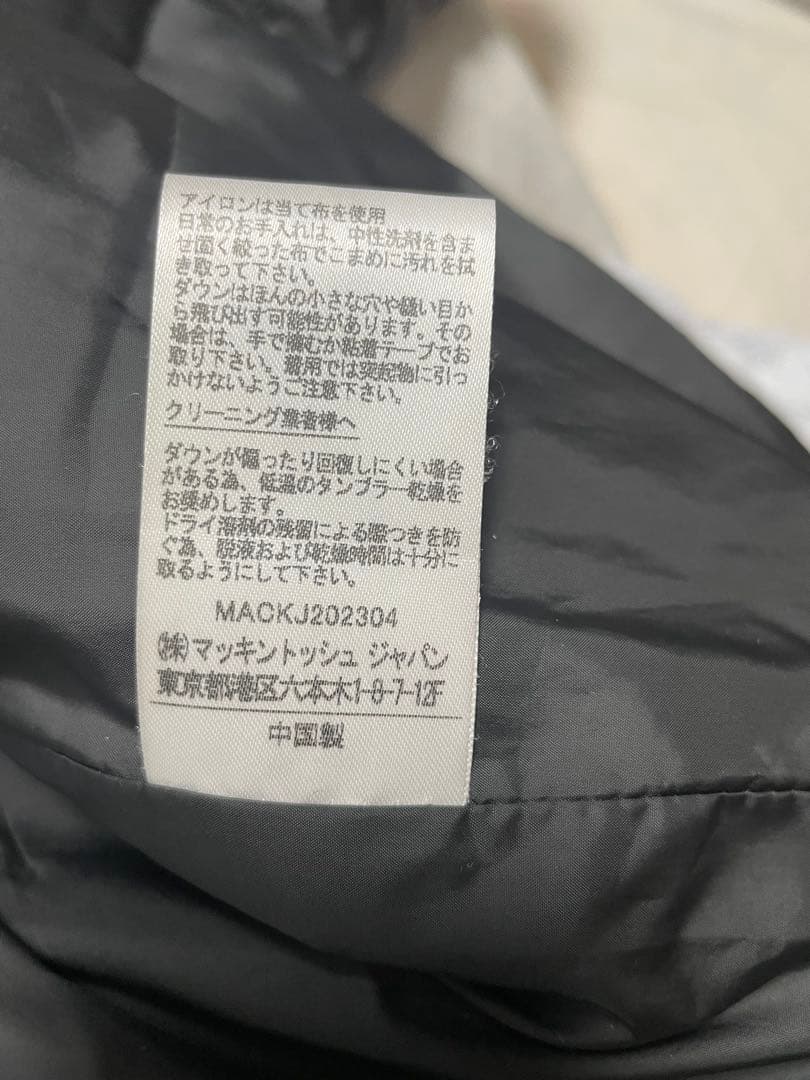 アイロンは当て布を使用
日常のお手入れは、中性洗剤を含ま
せ固く絞った布でこまめに汚れを拭
き取って下さい。
ダウンはほんの小さな穴や縫い目か
ら飛び出す可能性があります。その
場合は、手で摘むか粘着テープでお
取り下さい。着用では突起物に引っ
かけないようご注意下さい。
クリーニング業者様へ
ダウンが偏ったり回復しにくい場合
がある為、低温のタンブラー乾燥を
お奨めします。
ドライ溶剤の残留による際つきを防
ぐ為、脱液および乾燥時間は十分に
取るようにして下さい。
MACKJ202304
㈱マッキントッシュ ジャパン
東京都港区六本木1-8-7-12F
中国製